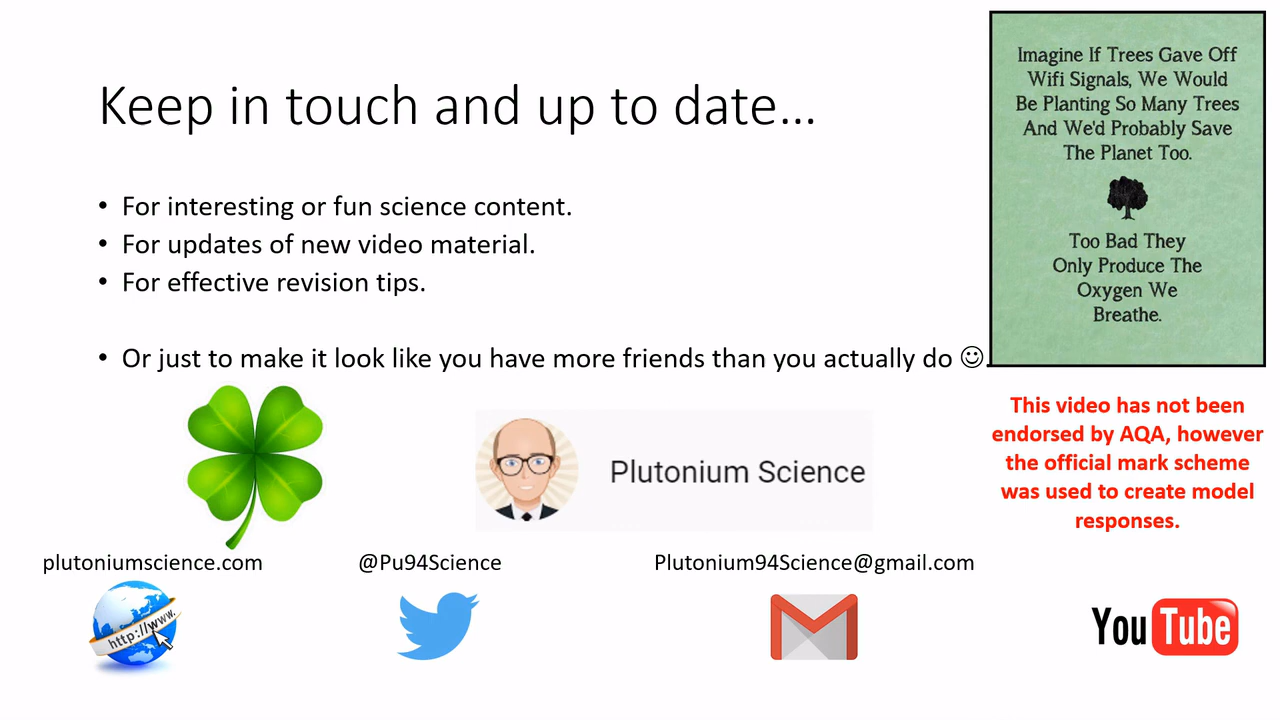 Keep in touch and up to date...
• For interesting or fun science content.
• For updates of new video material.
• For effective revision tips.
• Or just to make it look like you have more friends than you actually do ☺.
Imagine If Trees Gave Off
Wifi Signals, We Would
Be Planting So Many Trees
And We'd Probably Save
The Planet Too.
Too Bad They
Only Produce The
Oxygen We
Breathe.
This video has not been
endorsed by AQA, however
the official mark scheme
was used to create model
responses.
Plutonium Science
plutoniumscience.com
@Pu94Science
Plutonium94Science@gmail.com
http://www.
YouTube